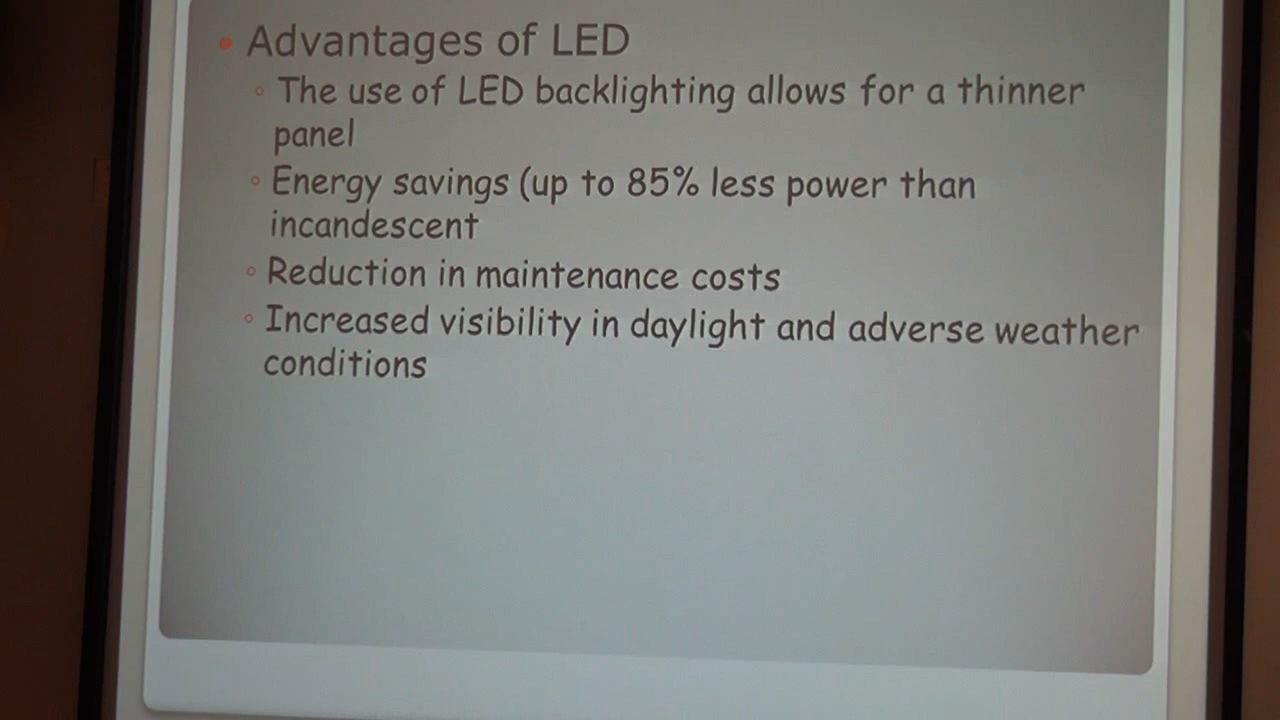 • Advantages of LED
◦ The use of LED backlighting allows for a thinner
panel
◦ Energy savings (up to 85% less power than
incandescent
◦ Reduction in maintenance costs
◦ Increased visibility in daylight and adverse weather
conditions